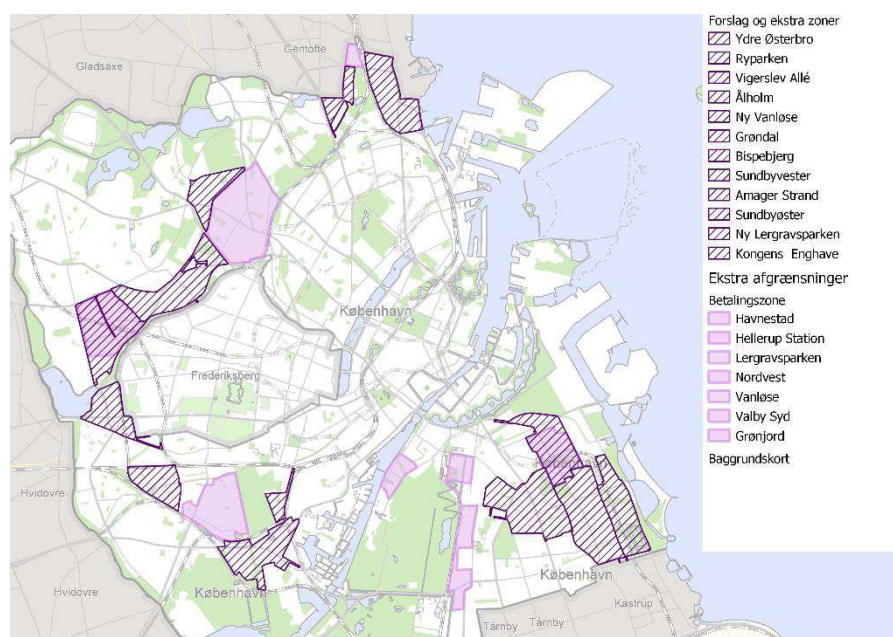 Forslag og ekstra zoner
Ydre Østerbro
Ryparken
Vigerslev Allé
Ålholm
Ny Vanløse
Grøndal
Bispebjerg
Sundbyvester
Amager Strand
Sundbyøster
Ny Lergravsparken
Kongens Enghave
Ekstra afgrænsninger
Betalingszone
Havnestad
Hellerup Station
Lergravsparken
Nordvest
Vanløse
Valby Syd
Grønjord
Baggrundskort
Gentofte
Gladsaxe
København
Frederiksberg
København
Hvidovre
København
København
Hvidovre
Kastrup
Tårnby
Tårnby